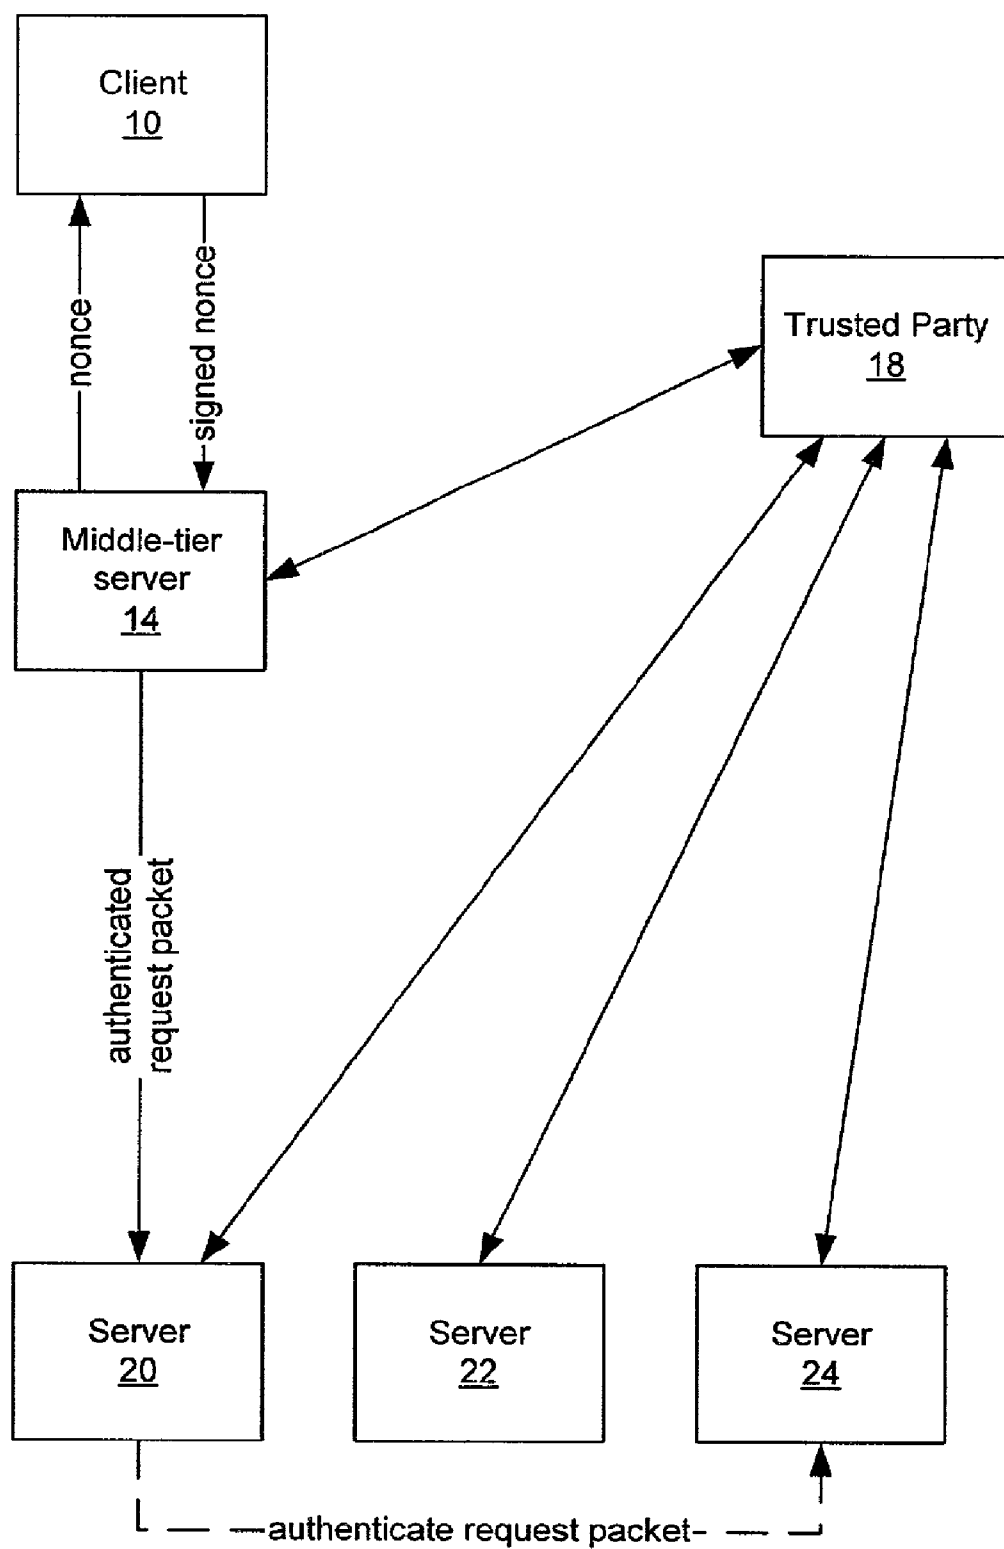 Client
10
nonce
signed nonce
Trusted Party
18
Middle-tier
server
14
authenticated
request packet
Server
20
Server
22
Server
24
authenticate request packet